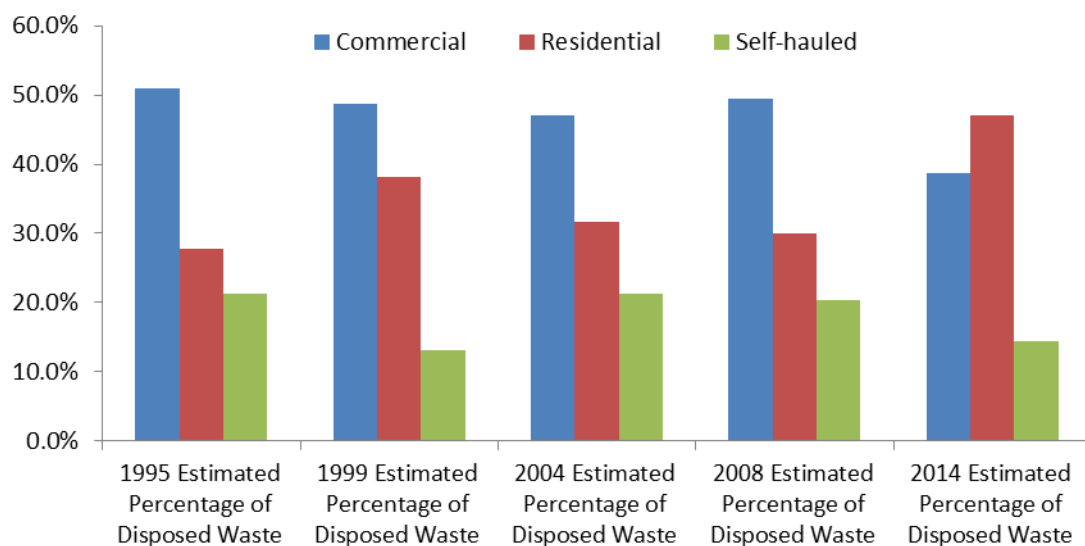 60.0%
50.0%
40.0%
30.0%
20.0%
10.0%
0.0%
Commercial Residential Self-hauled
1995 Estimated Percentage of Disposed Waste
1999 Estimated Percentage of Disposed Waste
2004 Estimated Percentage of Disposed Waste
2008 Estimated Percentage of Disposed Waste
2014 Estimated Percentage of Disposed Waste